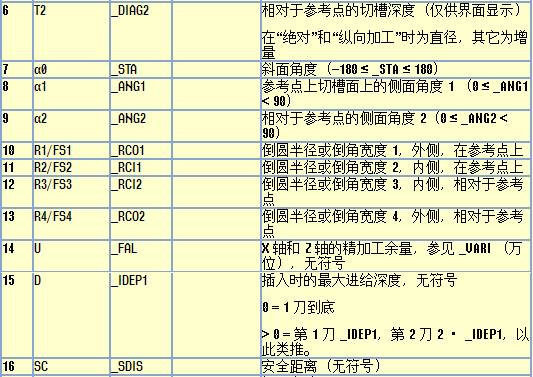 6 T2 _DIAG2 相对于参考点的切槽深度（仅供界面显示）
在“绝对”和“纵向加工”时为直径，其它为增
量
7 α0 _STA 斜面角度（-180 ≤ _STA ≤ 180）
8 α1 _ANG1 参考点上切槽面上的侧面角度 1 （0 ≤ _ANG1
< 90）
9 α2 _ANG2 相对于参考点的侧面角度 2（0 ≤ _ANG2 <
90）
10 R1/FS1 _RCO1 倒圆半径或倒角宽度 1，外侧，在参考点上
11 R2/FS2 _RCI1 倒圆半径或倒角宽度 2，内侧，在参考点上
12 R3/FS3 _RCI2 倒圆半径或倒角宽度 3，内侧，相对于参考
点
13 R4/FS4 _RCO2 倒圆半径或倒角宽度 4，外侧，相对于参考
点
14 U _FAL X 轴和 Z 轴的精加工余量，参见 _VARI （万
位），无符号
15 D _IDEP1 插入时的最大进给深度，无符号
0 = 1 刀到底
> 0 = 第 1 刀 _IDEP1，第 2 刀 2 · _IDEP1，以
此类推。
16 SC _SDIS 安全距离（无符号）